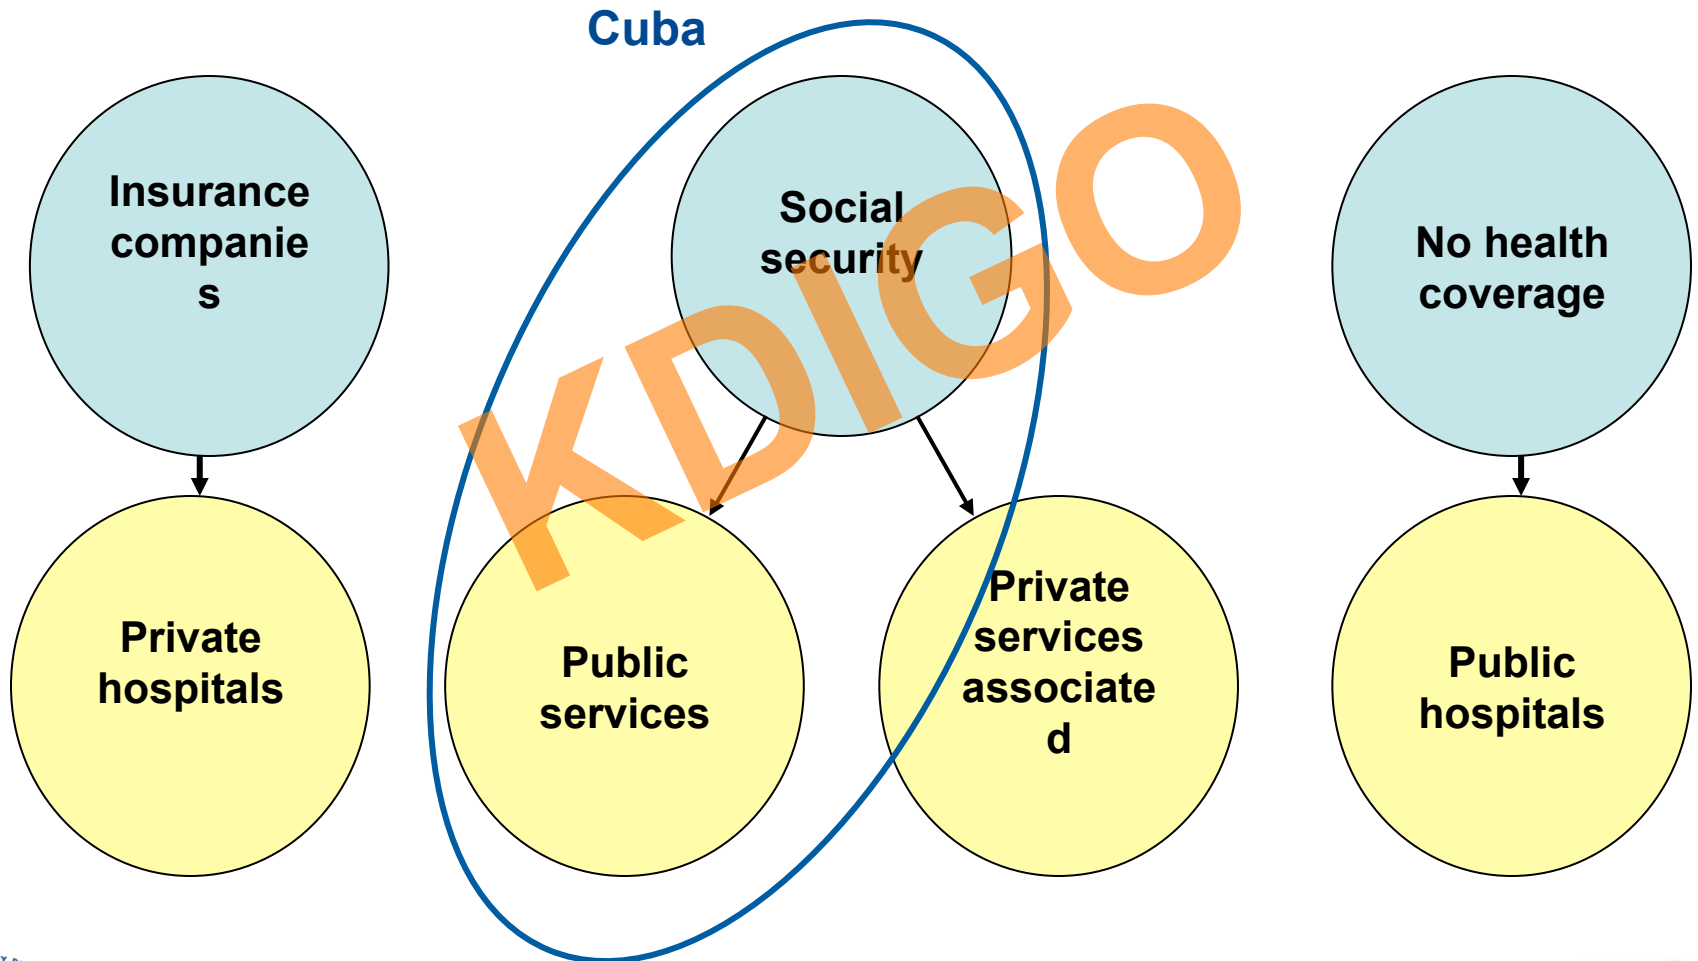 Cuba
Insurance
companie
s
Social
security
No health
coverage
KDIGO
Private
hospitals
Public
services
Private
services
associate
d
Public
hospitals